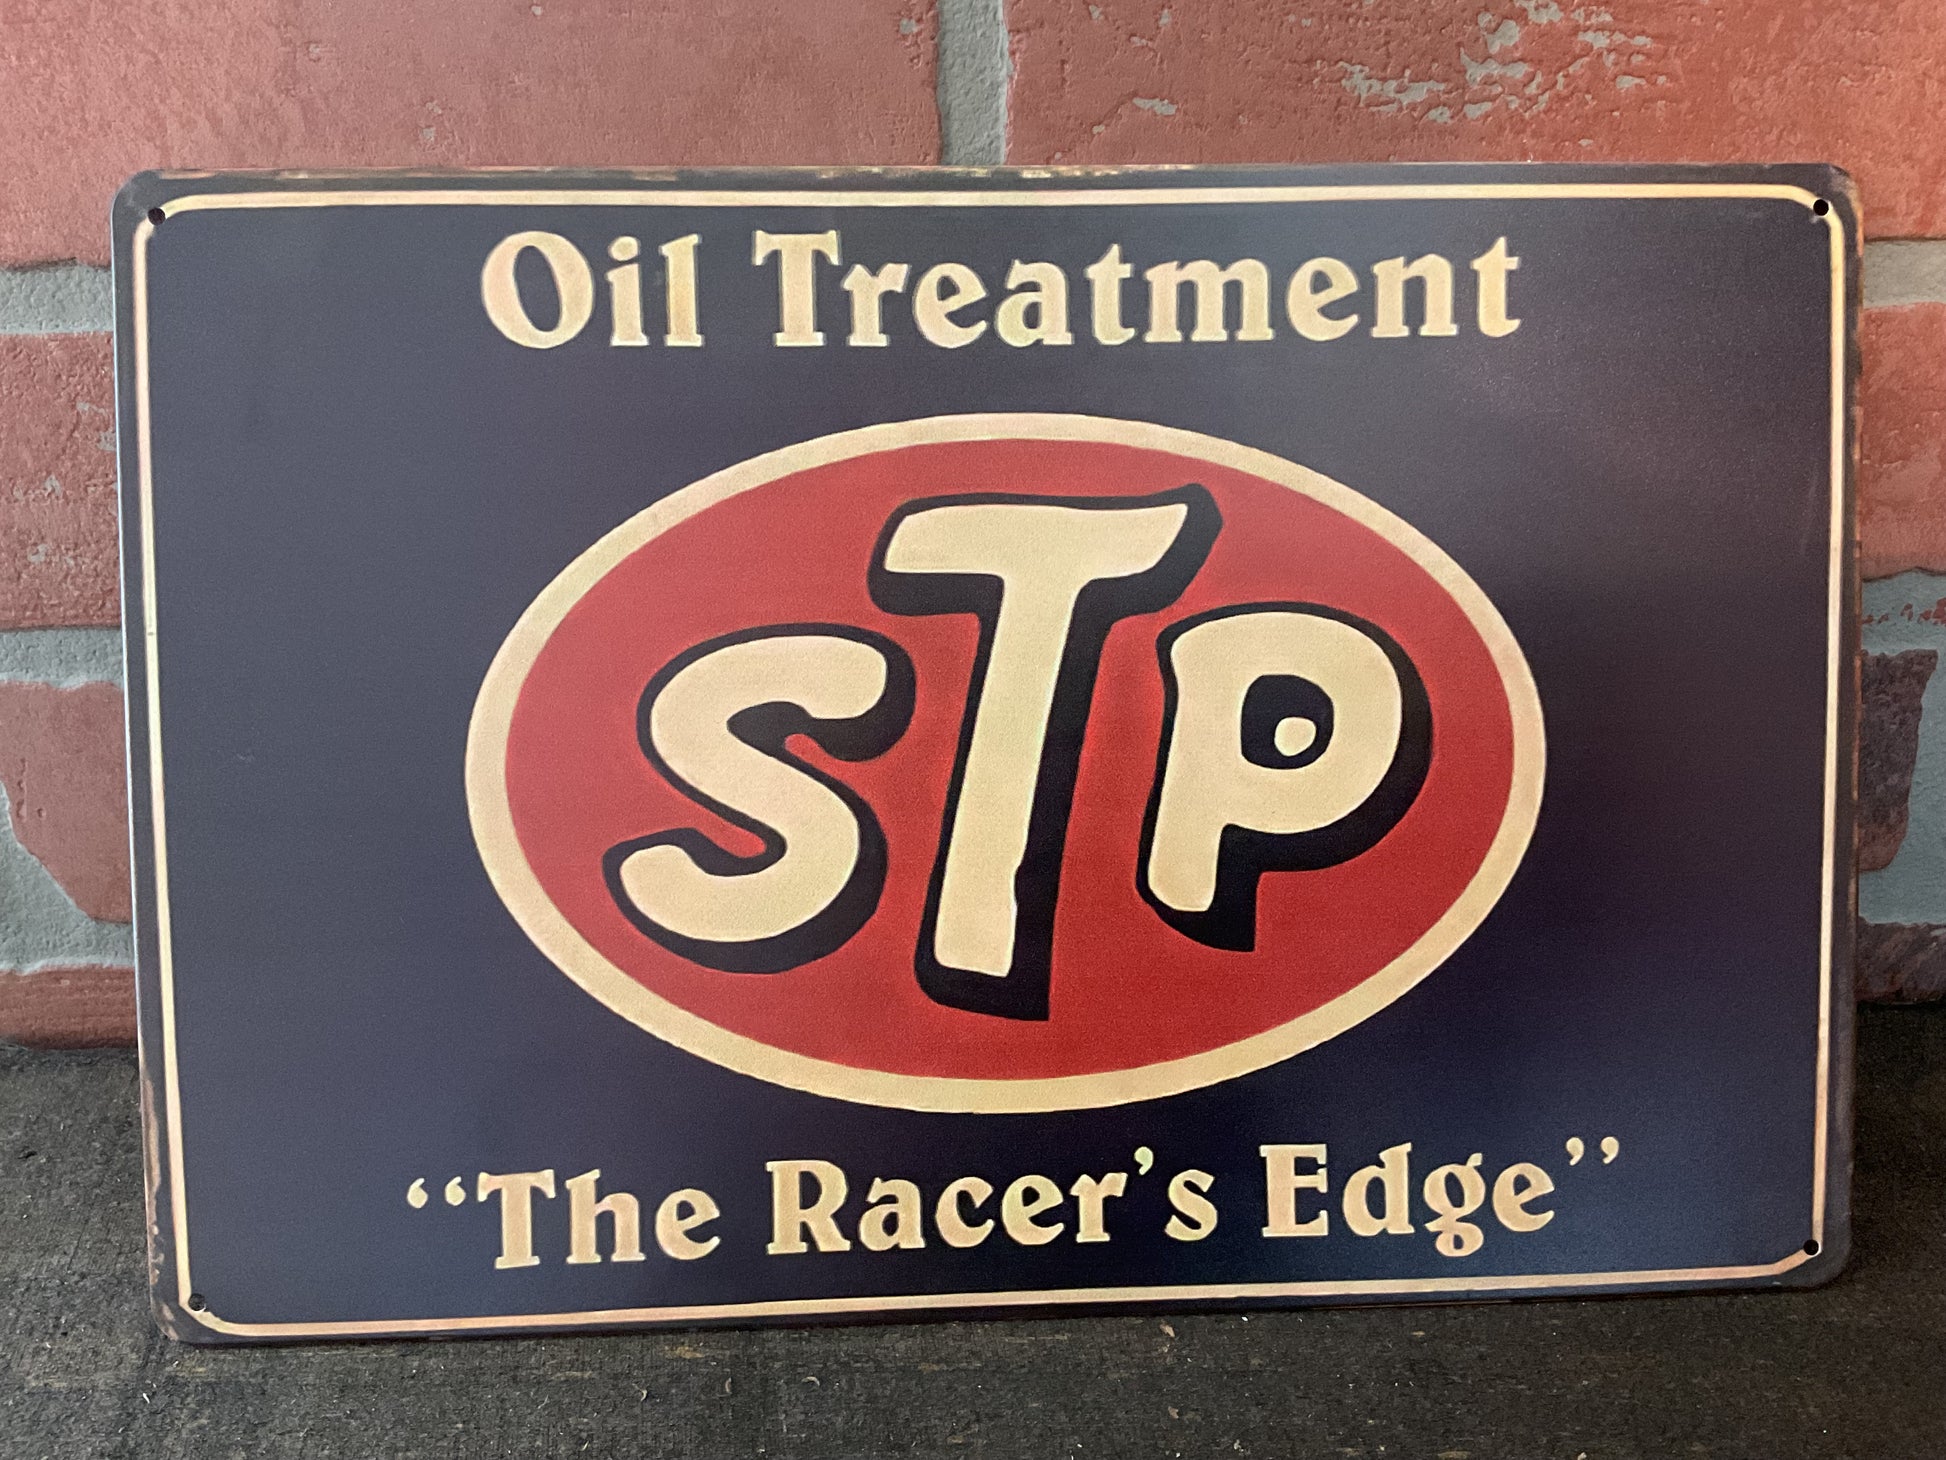 Oil Treatment
STP
“The Racer’s Edge”